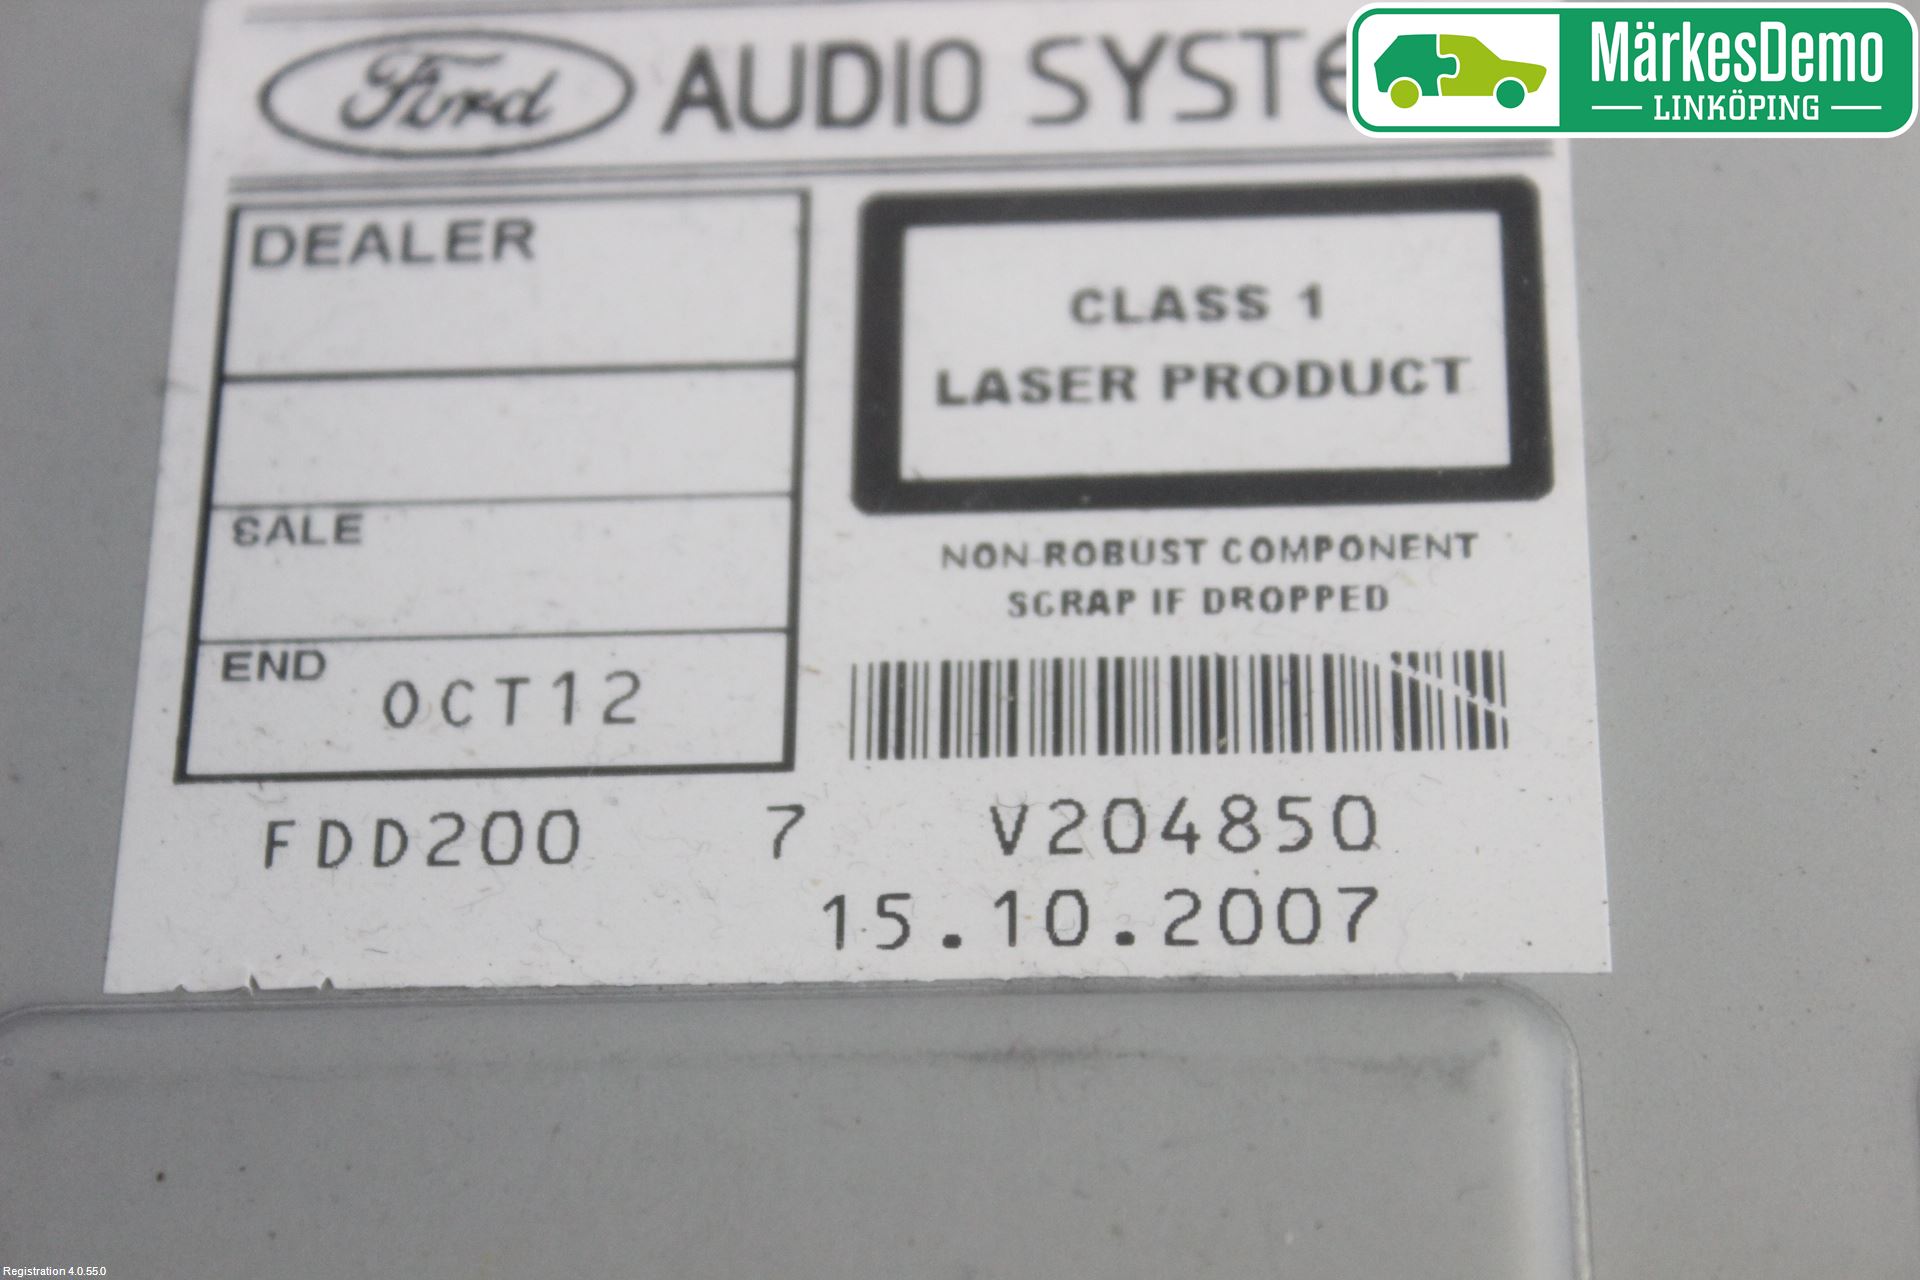 Ford AUDIO SYSTE
MärkesDemo
LINKÖPING
DEALER
CLASS 1
LASER PRODUCT
SALE
NON-ROBUST COMPONENT
SCRAP IF DROPPED
END OCT12
FDD200 7 V204850
15.10.2007
Registration 4.0.55.0